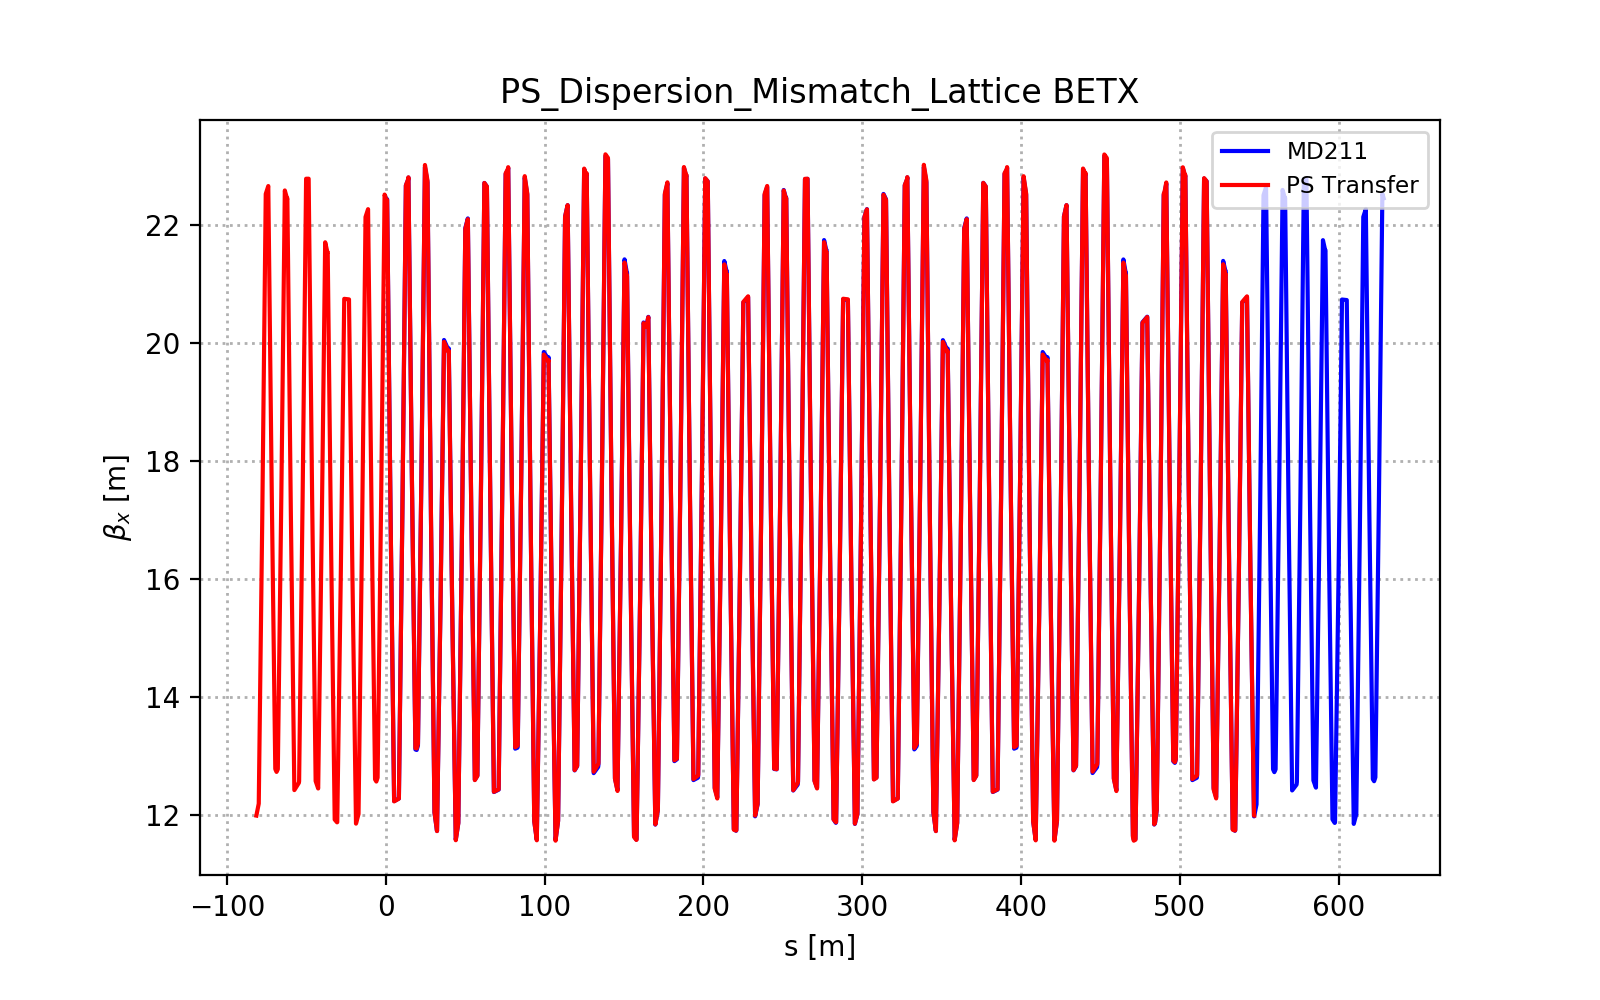 PS_Dispersion_Mismatch_Lattice BETX
MD211
PS Transfer
22
20
18
16
14
12
βx [m]
−100 0 100 200 300 400 500 600
s [m]